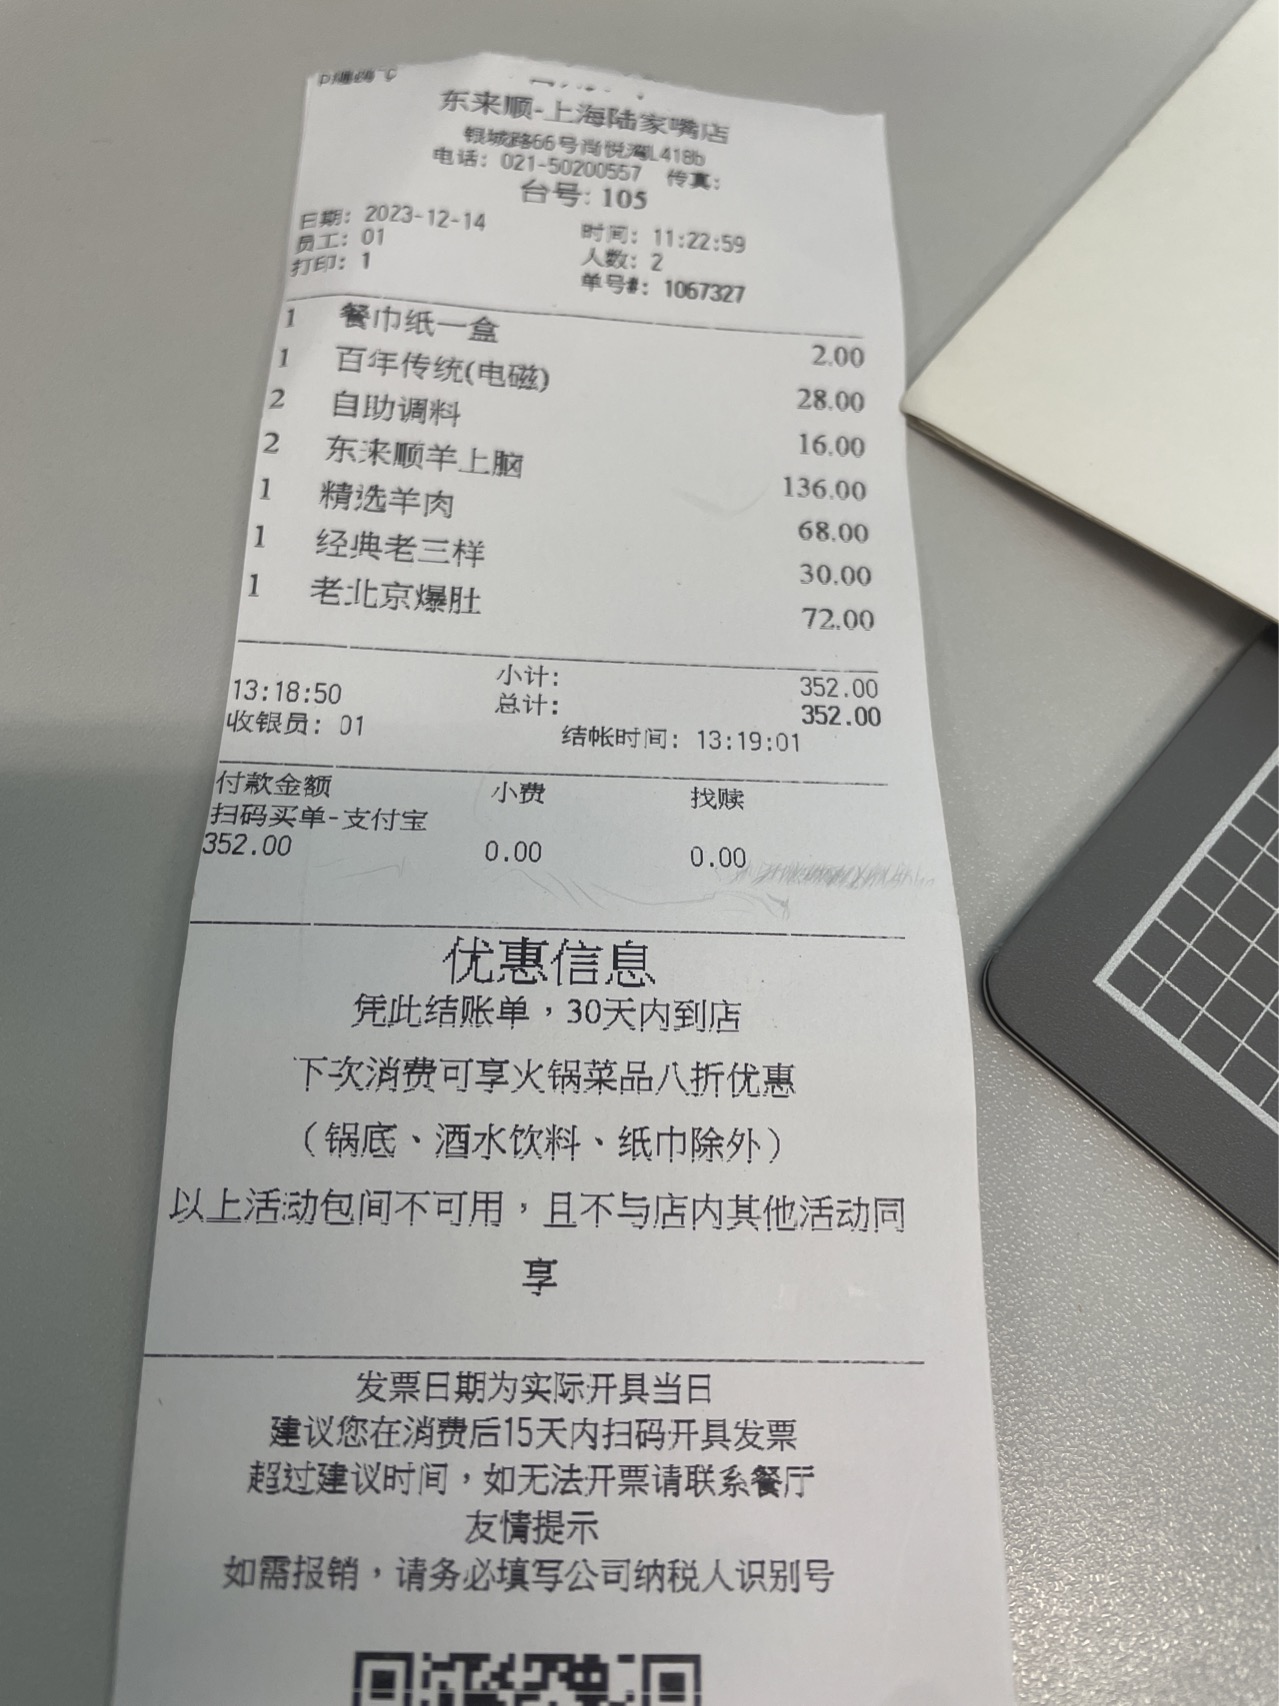 东来顺-上海陆家嘴店
银城路66号尚悦湾L418b
电话: 021-50200557 传真:
台号: 105
日期: 2023-12-14 时间: 11:22:59
员工: 01 人数: 2
打印: 1 单号#: 1067327
1 餐巾纸一盒 2.00
1 百年传统(电磁) 28.00
2 自助调料 16.00
2 东来顺羊上脑 136.00
1 精选羊肉 68.00
1 经典老三样 30.00
1 老北京爆肚 72.00
小计: 352.00
13:18:50 总计: 352.00
收银员: 01 结帐时间: 13:19:01
付款金额 小费 找赎
扫码买单-支付宝
352.00 0.00 0.00
优惠信息
凭此结账单，30天内到店
下次消费可享火锅菜品八折优惠
（锅底、酒水饮料、纸巾除外）
以上活动包间不可用，且不与店内其他活动同
享
发票日期为实际开具当日
建议您在消费后15天内扫码开具发票
超过建议时间，如无法开票请联系餐厅
友情提示
如需报销，请务必填写公司纳税人识别号